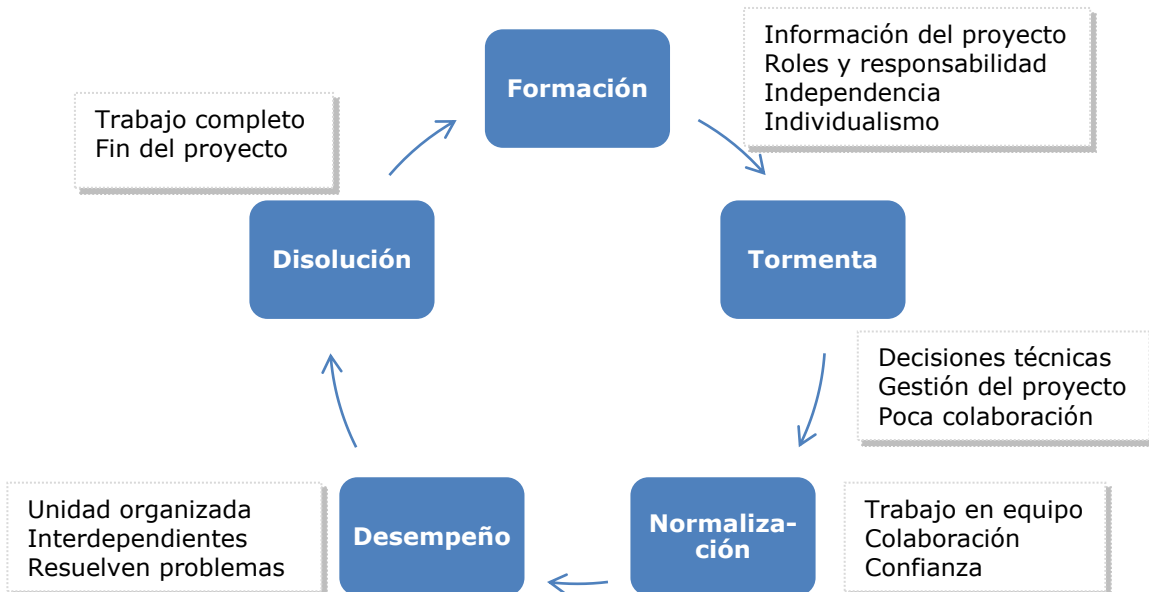 Formación
Información del proyecto
Roles y responsabilidad
Independencia
Individualismo
Tormenta
Decisiones técnicas
Gestión del proyecto
Poca colaboración
Normaliza-
ción
Trabajo en equipo
Colaboración
Confianza
Desempeño
Unidad organizada
Interdependientes
Resuelven problemas
Disolución
Trabajo completo
Fin del proyecto